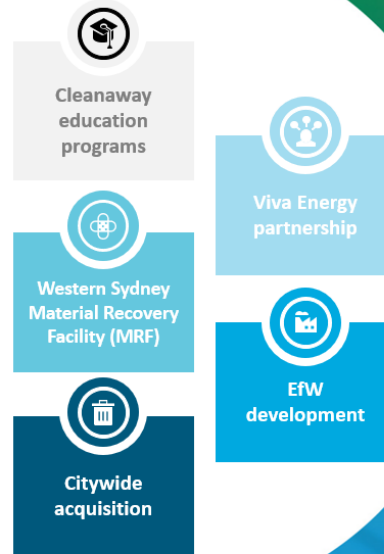 Cleanaway
education
programs
Viva Energy
partnership
Western Sydney
Material Recovery
Facility (MRF)
EfW
development
Citywide
acquisition